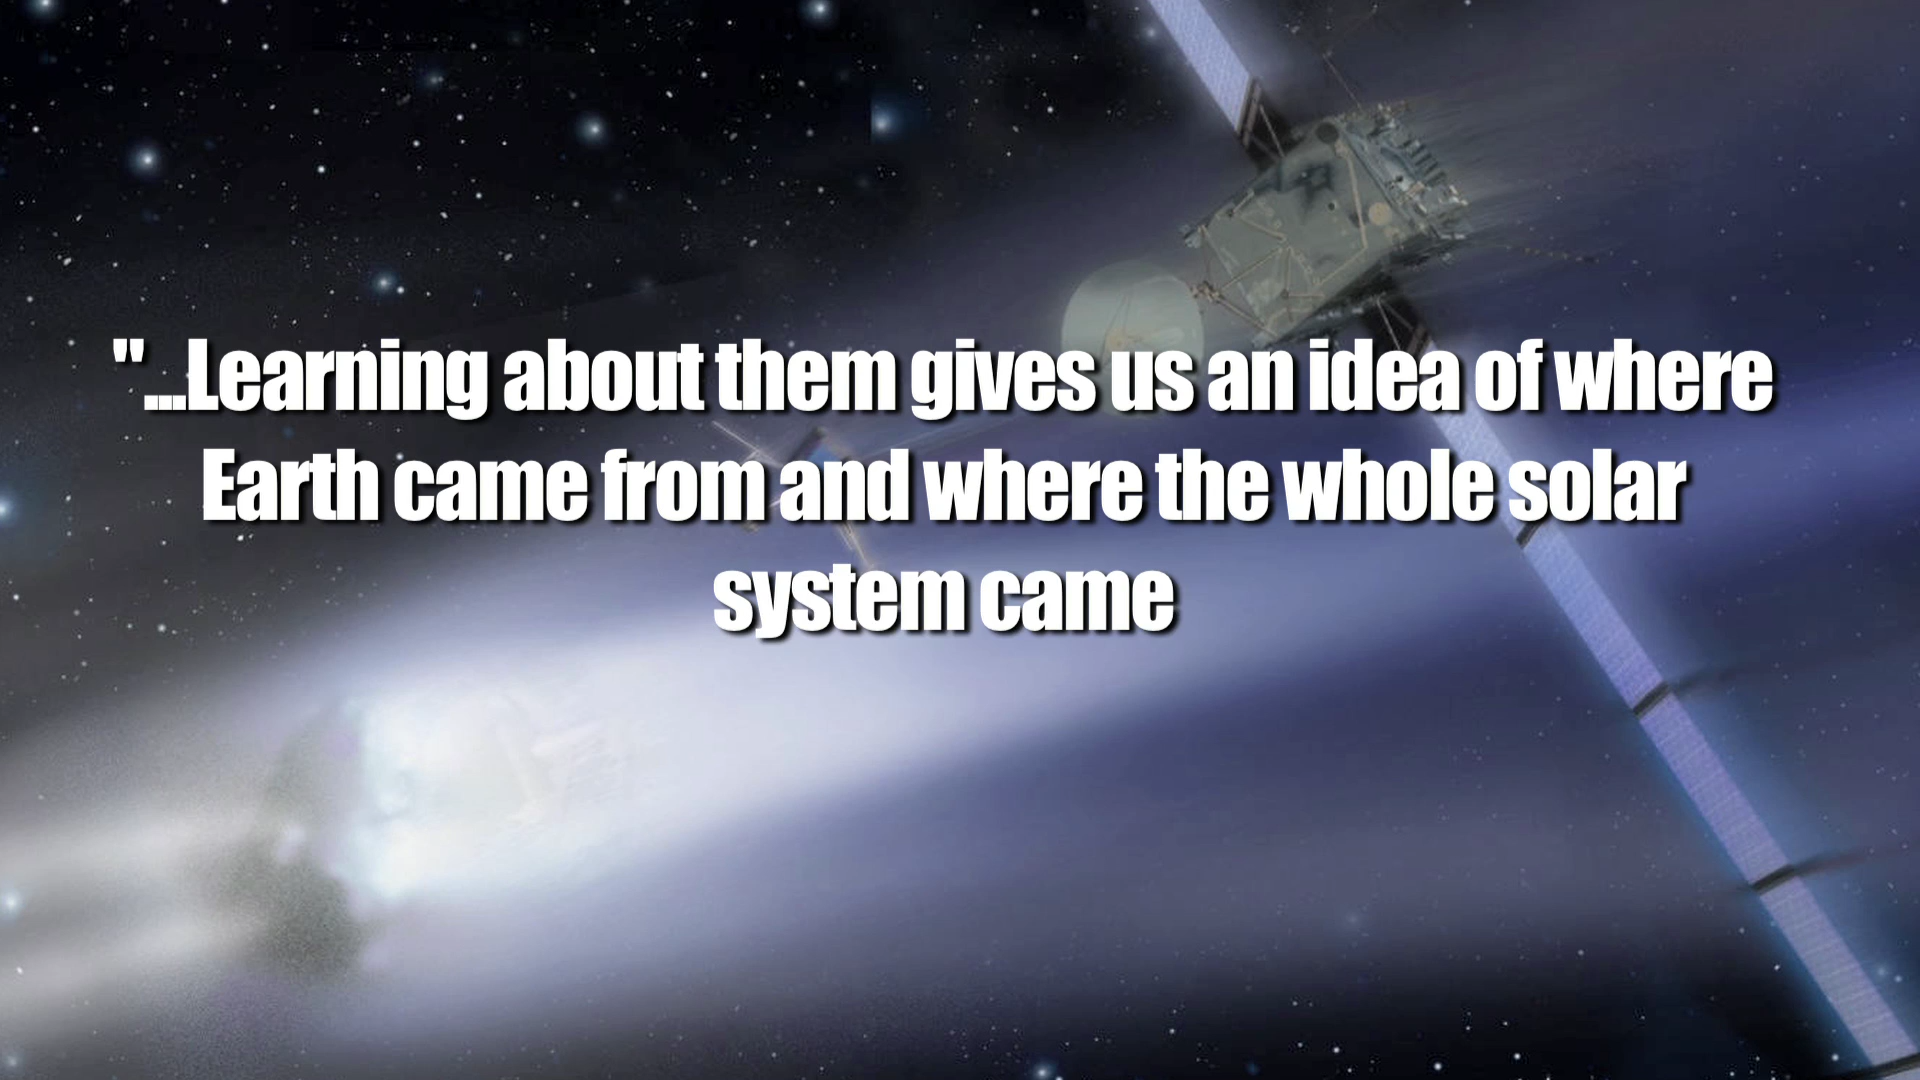 "...Learning about them gives us an idea of where
Earth came from and where the whole solar
system came